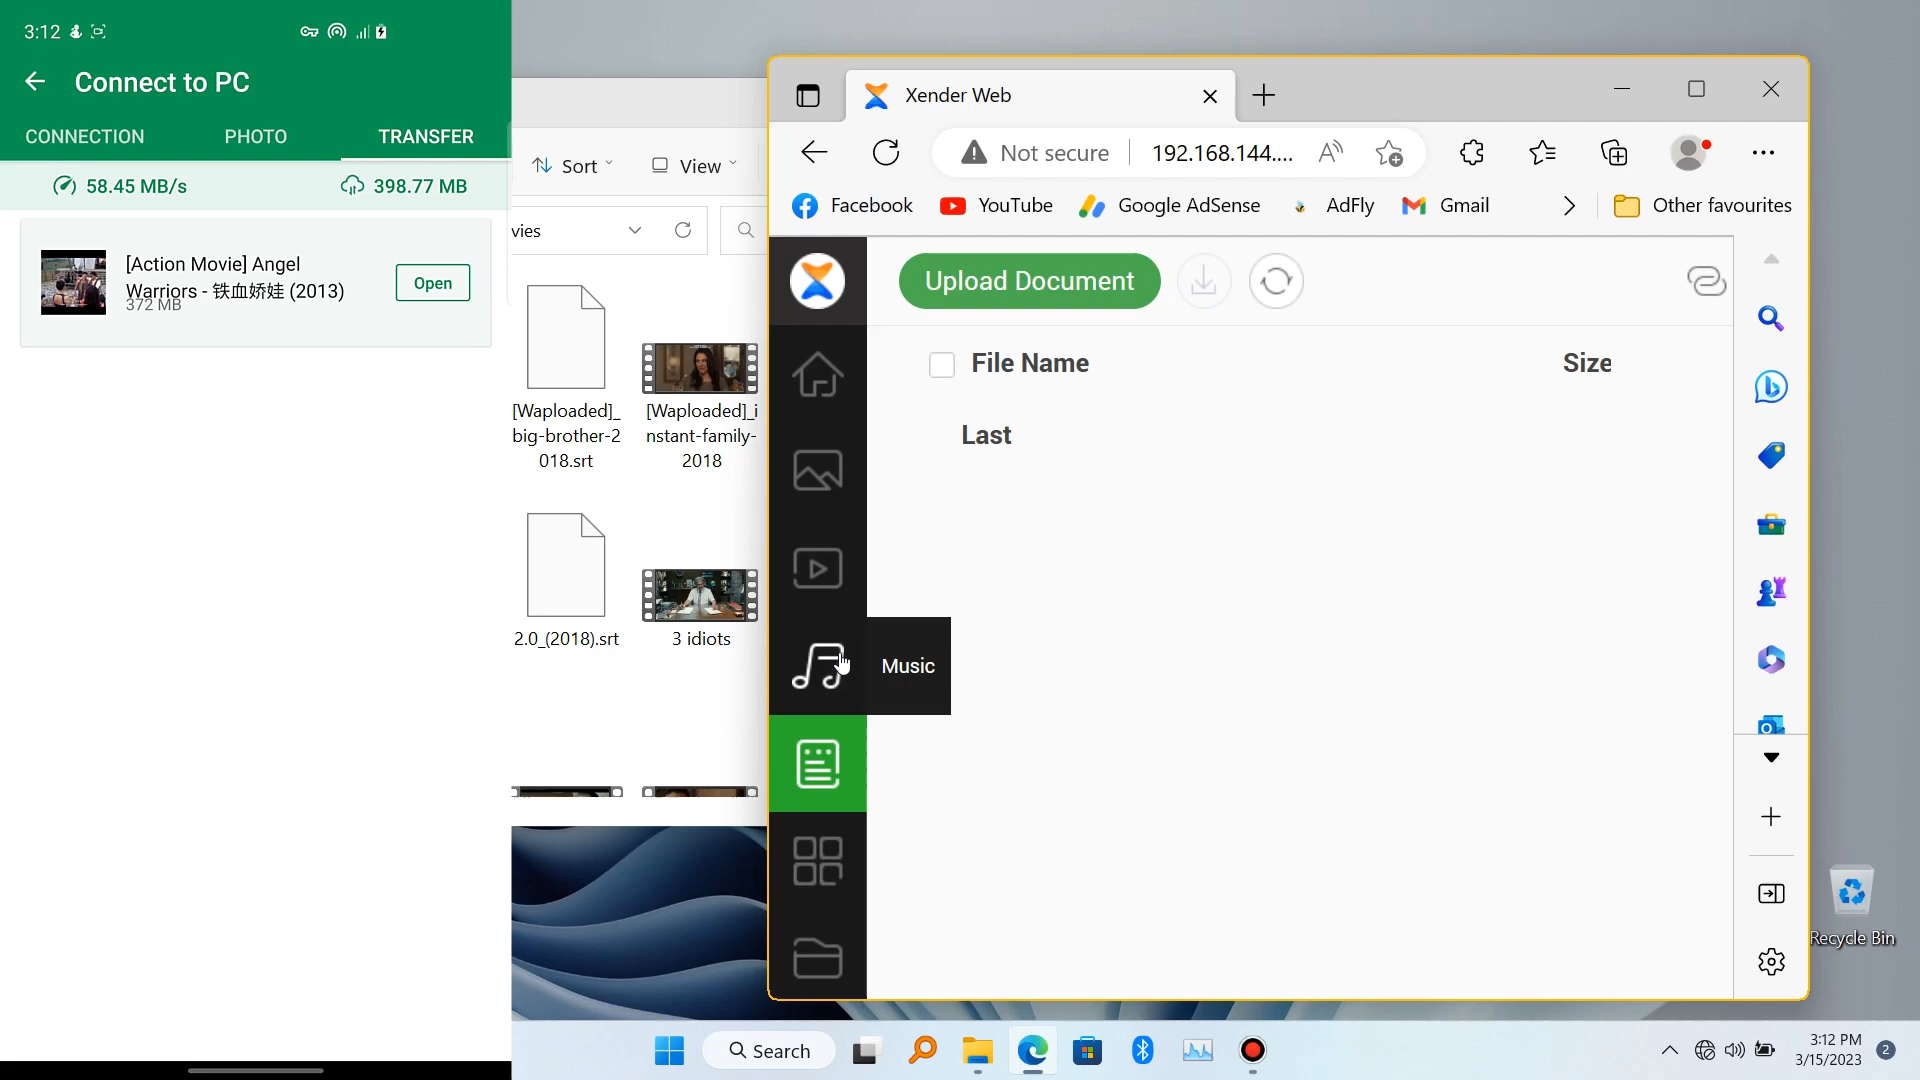 3:12
Connect to PC
CONNECTION
PHOTO
TRANSFER
58.45 MB/s
398.77 MB
[Action Movie] Angel
Warriors - 铁血娇娃 (2013)
372 MB
Open
Sort
View
vies
[Waploaded]_
big-brother-2
018.srt
[Waploaded]_i
nstant-family-
2018
2.0_(2018).srt
3 idiots
Xender Web
Not secure
192.168.144....
Facebook
YouTube
Google AdSense
AdFly
Gmail
Other favourites
Upload Document
File Name
Size
Last
Music
Recycle Bin
Search
3:12 PM
3/15/2023
2